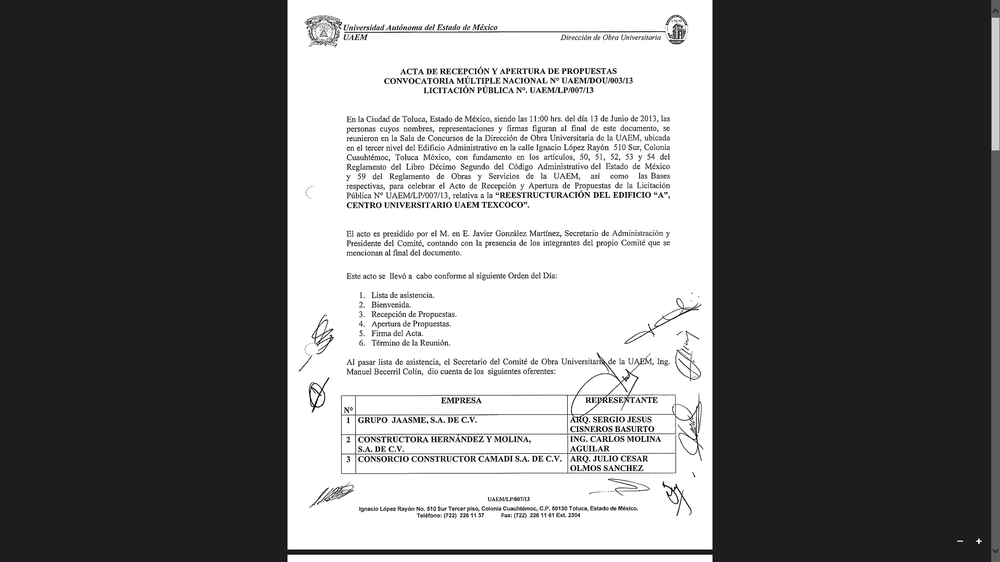 Universidad Autónoma del Estado de México
UAEM
Dirección de Obra Universitaria
UAEM
ACTA DE RECEPCIÓN Y APERTURA DE PROPUESTAS
CONVOCATORIA MÚLTIPLE NACIONAL N° UAEM/DOU/003/13
LICITACIÓN PÚBLICA N°. UAEM/LP/007/13
En la Ciudad de Toluca, Estado de México, siendo las 11:00 hrs. del día 13 de Junio de 2013, las
personas cuyos nombres, representaciones y firmas figuran al final de este documento, se
reunieron en la Sala de Concursos de la Dirección de Obra Universitaria de la UAEM, ubicada
en el tercer nivel del Edificio Administrativo en la calle Ignacio López Rayón 510 Sur, Colonia
Cuauhtémoc, Toluca México, con fundamento en los artículos, 50, 51, 52, 53 y 54 del
Reglamento del Libro Décimo Segundo del Código Administrativo del Estado de México
y 59 del Reglamento de Obras y Servicios de la UAEM, así como las Bases
respectivas, para celebrar el Acto de Recepción y Apertura de Propuestas de la Licitación
Pública N° UAEM/LP/007/13, relativa a la “REESTRUCTURACIÓN DEL EDIFICIO “A”,
CENTRO UNIVERSITARIO UAEM TEXCOCO”.
El acto es presidido por el M. en E. Javier González Martínez, Secretario de Administración y
Presidente del Comité, contando con la presencia de los integrantes del propio Comité que se
mencionan al final del documento.
Este acto se llevó a cabo conforme al siguiente Orden del Día:
1. Lista de asistencia.
2. Bienvenida.
3. Recepción de Propuestas.
4. Apertura de Propuestas.
5. Firma del Acta.
6. Término de la Reunión.
Al pasar lista de asistencia, el Secretario del Comité de Obra Universitaria de la UAEM, Ing.
Manuel Becerril Colín, dio cuenta de los siguientes oferentes:
N° EMPRESA REPRESENTANTE
1 GRUPO JAASME, S.A. DE C.V. ARQ. SERGIO JESUS
CISNEROS BASURTO
2 CONSTRUCTORA HERNÁNDEZ Y MOLINA, ING. CARLOS MOLINA
S.A. DE C.V. AGUILAR
3 CONSORCIO CONSTRUCTOR CAMADI S.A. DE C.V. ARQ. JULIO CESAR
OLMOS SANCHEZ
UAEM/LP/007/13
Ignacio López Rayón No. 510 Sur Tercer piso, Colonia Cuauhtémoc, C.P. 50130 Toluca, Estado de México.
Teléfono: (722) 226 11 37 Fax: (722) 226 11 61 Ext. 2304